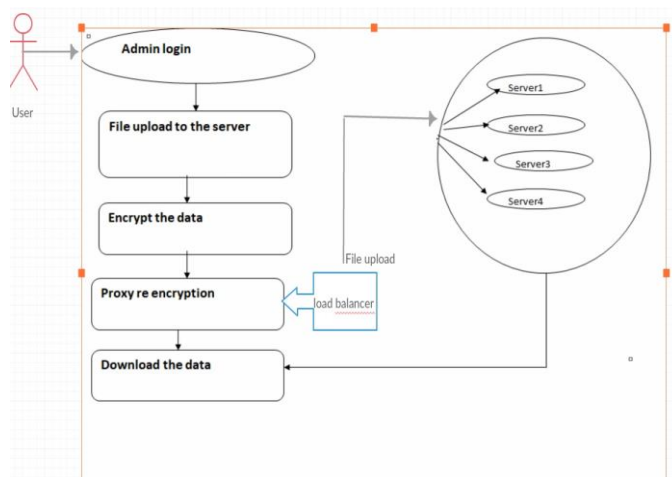 Admin login
User
File upload to the server
Encrypt the data
Proxy re encryption
Download the data
File upload
load balancer
Server1
Server2
Server3
Server4